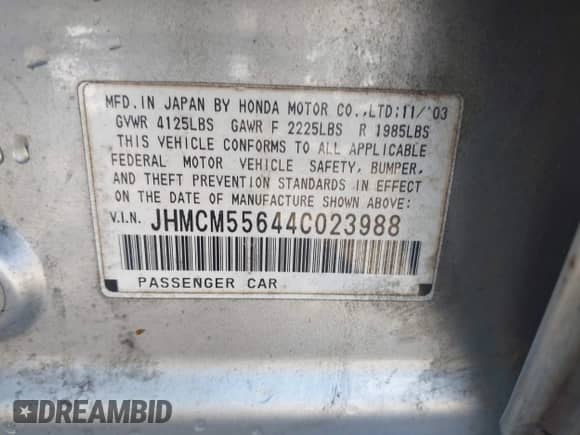 MFD. IN JAPAN BY HONDA MOTOR CO.,LTD:11/'03
GVWR 4125LBS GAWR F 2225LBS R 1985LBS
THIS VEHICLE CONFORMS TO ALL APPLICABLE
FEDERAL MOTOR VEHICLE SAFETY, BUMPER,
AND THEFT PREVENTION STANDARDS IN EFFECT
ON THE DATE OF MANUFACTURE SHOWN ABOVE:
V.I.N. JHMCM55644C023988
PASSENGER CAR
DREAMBID